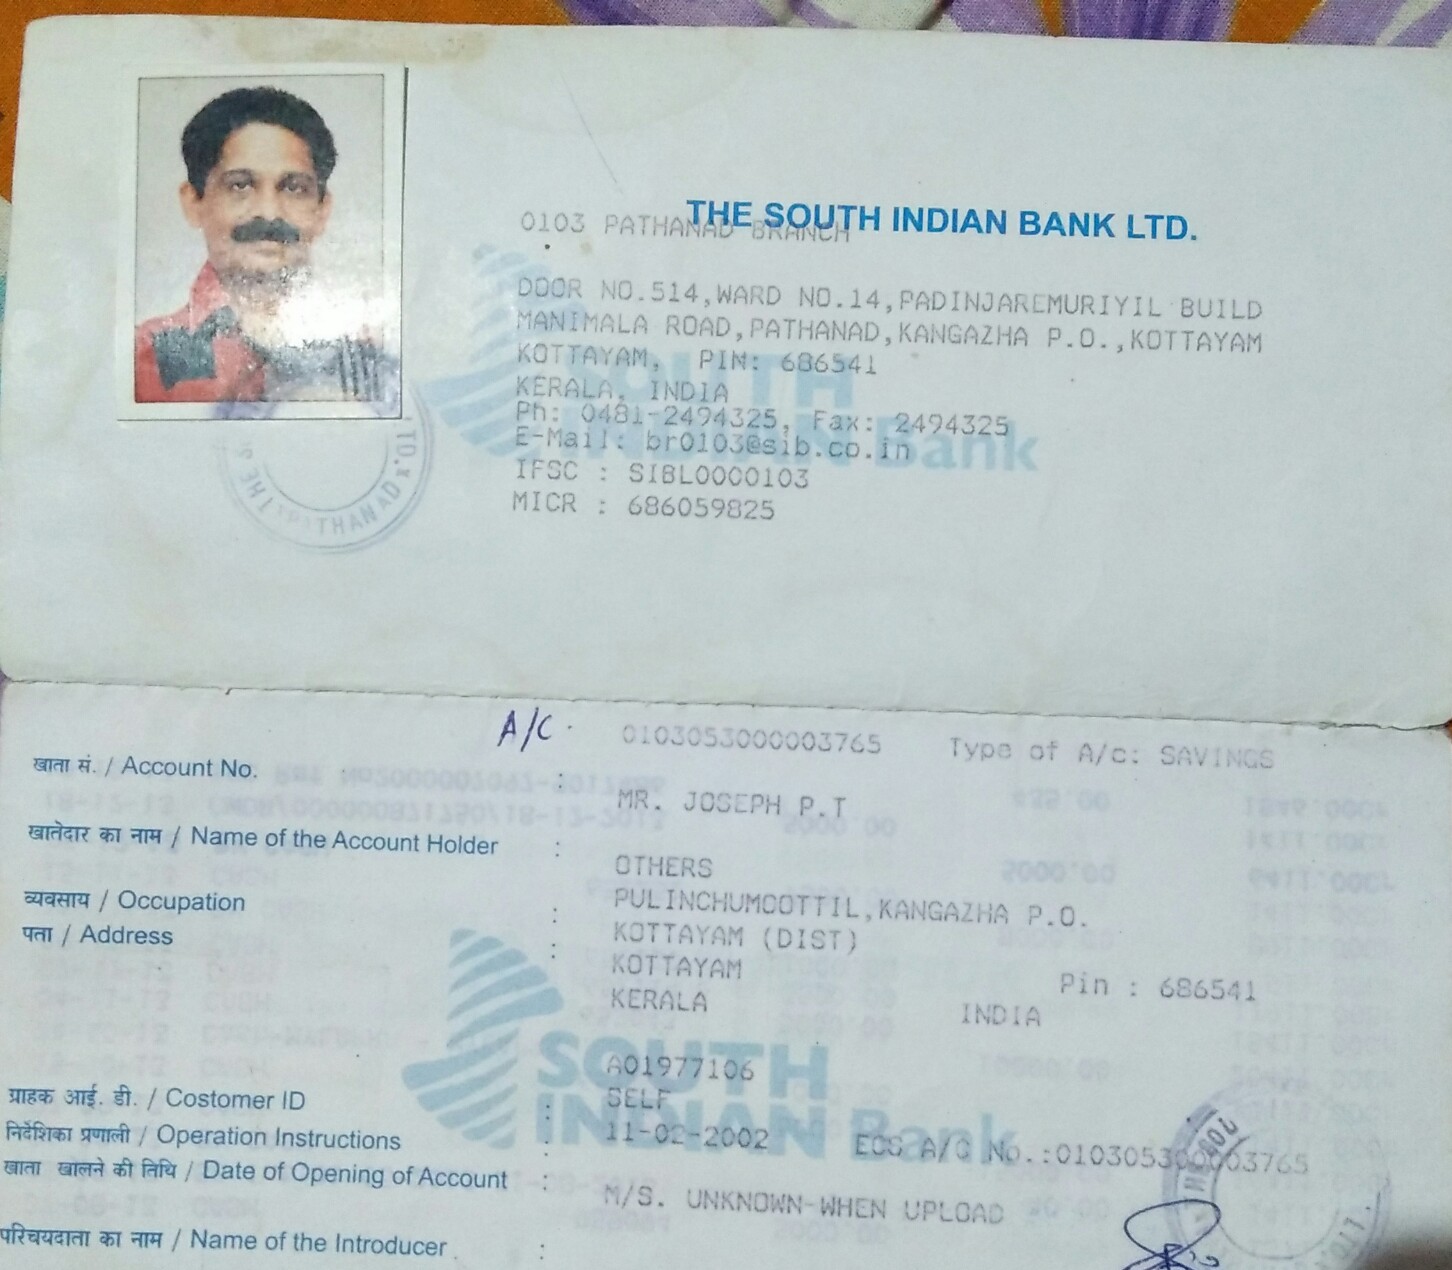 THE SOUTH INDIAN BANK LTD.
0103 PATHANAD BRANCH
DOOR NO.514,WARD NO.14,PADINJAREMURIYIL BUILD
MANIMALA ROAD,PATHANAD,KANGAZHA P.O.,KOTTAYAM
KOTTAYAM, PIN: 686541
KERALA, INDIA
Ph: 0481-2494325, Fax: 2494325
E-Mail: br0103@sib.co.in
IFSC : SIBL0000103
MICR : 686059825
SOUTH
INDIAN Bank
THE PATHANAD TD.
A/C. 0103053000003765 Type of A/c: SAVINGS
खाता सं. / Account No. :
MR. JOSEPH P.T
खातेदार का नाम / Name of the Account Holder :
OTHERS
व्यवसाय / Occupation :
PULINCHUMOOTTIL,KANGAZHA P.O.
पता / Address :
KOTTAYAM (DIST)
KOTTAYAM Pin : 686541
KERALA INDIA
SOUTH
INDIAN Bank
A01977106
ग्राहक आई. डी. / Costomer ID :
SELF
निर्देशिका प्रणाली / Operation Instructions :
11-02-2002 ECS A/C No.:0103053000003765
खाता खोलने की तिथि / Date of Opening of Account :
M/S. UNKNOWN-WHEN UPLOAD
परिचयदाता का नाम / Name of the Introducer :